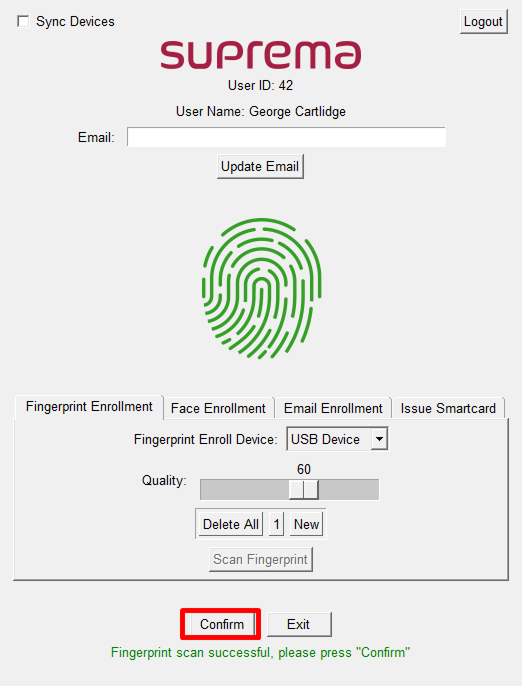 Sync Devices
Logout
suprema
User ID: 42
User Name: George Cartlidge
Email:
Update Email
Fingerprint Enrollment Face Enrollment Email Enrollment Issue Smartcard
Fingerprint Enroll Device: USB Device
60
Quality:
Delete All 1 New
Scan Fingerprint
Confirm Exit
Fingerprint scan successful, please press "Confirm"